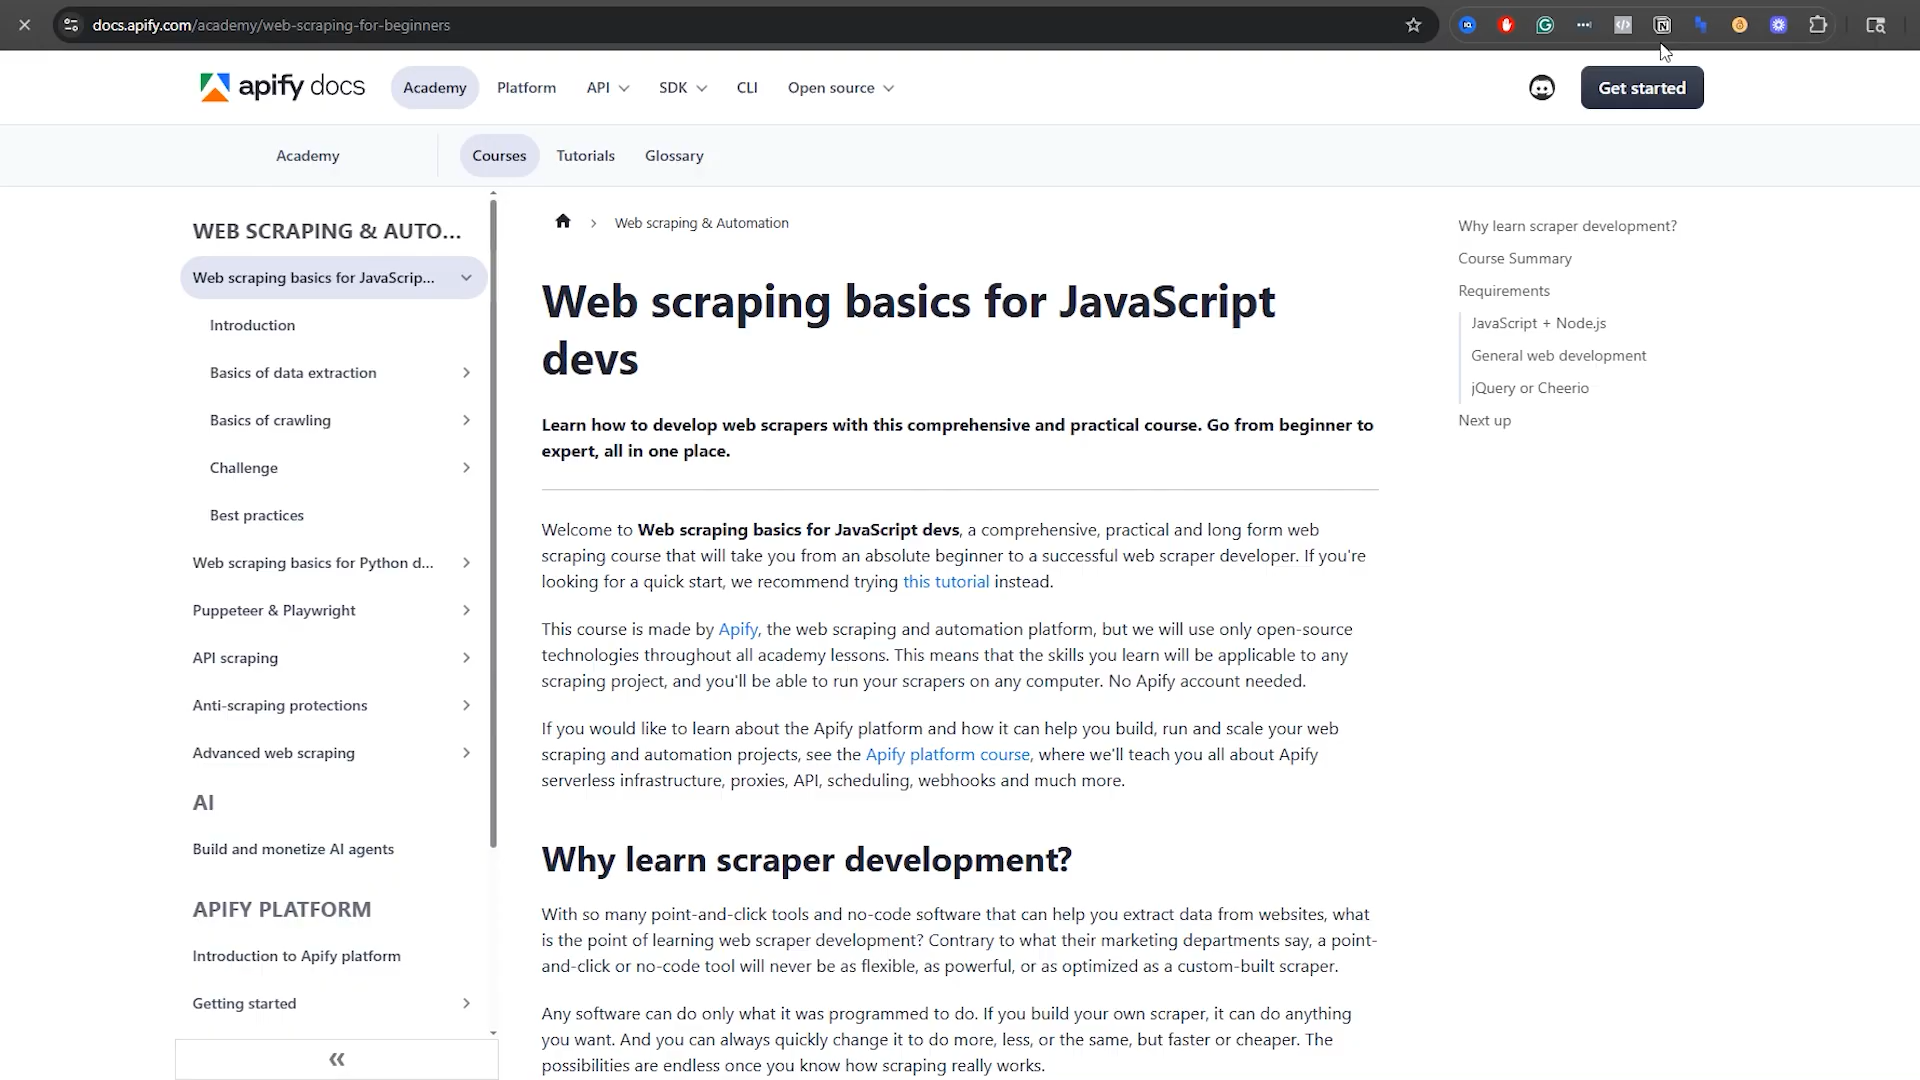 docs.apify.com/academy/web-scraping-for-beginners
apify docs
Academy
Platform
API
SDK
CLI
Open source
Get started
Academy
Courses
Tutorials
Glossary
WEB SCRAPING & AUTO...
Web scraping basics for JavaScrip...
Introduction
Basics of data extraction
Basics of crawling
Challenge
Best practices
Web scraping basics for Python d...
Puppeteer & Playwright
API scraping
Anti-scraping protections
Advanced web scraping
AI
Build and monetize AI agents
APIFY PLATFORM
Introduction to Apify platform
Getting started
Web scraping & Automation
Web scraping basics for JavaScript
devs
Learn how to develop web scrapers with this comprehensive and practical course. Go from beginner to
expert, all in one place.
Welcome to Web scraping basics for JavaScript devs, a comprehensive, practical and long form web
scraping course that will take you from an absolute beginner to a successful web scraper developer. If you're
looking for a quick start, we recommend trying this tutorial instead.
This course is made by Apify, the web scraping and automation platform, but we will use only open-source
technologies throughout all academy lessons. This means that the skills you learn will be applicable to any
scraping project, and you'll be able to run your scrapers on any computer. No Apify account needed.
If you would like to learn about the Apify platform and how it can help you build, run and scale your web
scraping and automation projects, see the Apify platform course, where we'll teach you all about Apify
serverless infrastructure, proxies, API, scheduling, webhooks and much more.
Why learn scraper development?
With so many point-and-click tools and no-code software that can help you extract data from websites, what
is the point of learning web scraper development? Contrary to what their marketing departments say, a point-
and-click or no-code tool will never be as flexible, as powerful, or as optimized as a custom-built scraper.
Any software can do only what it was programmed to do. If you build your own scraper, it can do anything
you want. And you can always quickly change it to do more, less, or the same, but faster or cheaper. The
possibilities are endless once you know how scraping really works.
Why learn scraper development?
Course Summary
Requirements
JavaScript + Node.js
General web development
jQuery or Cheerio
Next up